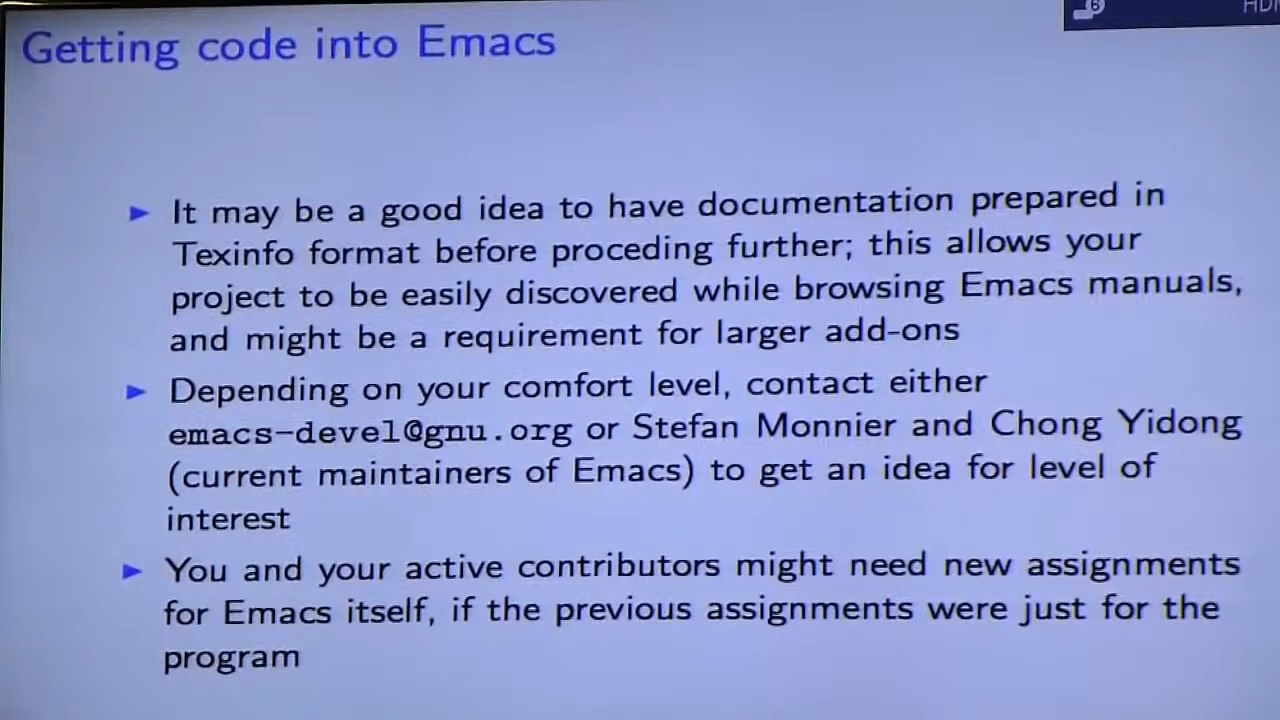 Getting code into Emacs
6
► It may be a good idea to have documentation prepared in
Texinfo format before proceding further; this allows your
project to be easily discovered while browsing Emacs manuals,
and might be a requirement for larger add-ons
► Depending on your comfort level, contact either
emacs-devel@gnu.org or Stefan Monnier and Chong Yidong
(current maintainers of Emacs) to get an idea for level of
interest
► You and your active contributors might need new assignments
for Emacs itself, if the previous assignments were just for the
program